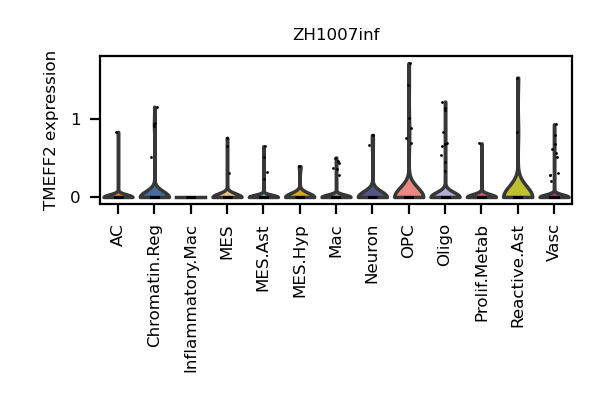 ZH1007inf
TMEFF2 expression
1
0
AC
Chromatin.Reg
Inflammatory.Mac
MES
MES.Ast
MES.Hyp
Mac
Neuron
OPC
Oligo
Prolif.Metab
Reactive.Ast
Vasc